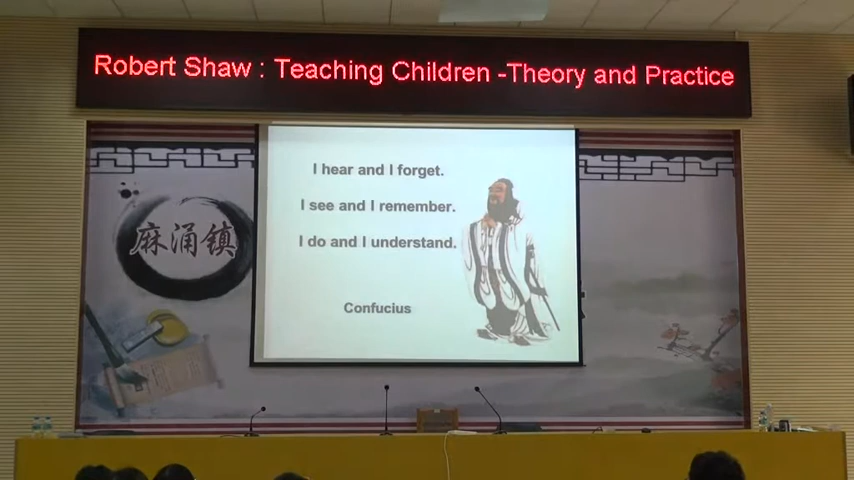 Robert Shaw : Teaching Children -Theory and Practice
I hear and I forget.
I see and I remember.
I do and I understand.
Confucius
麻涌镇